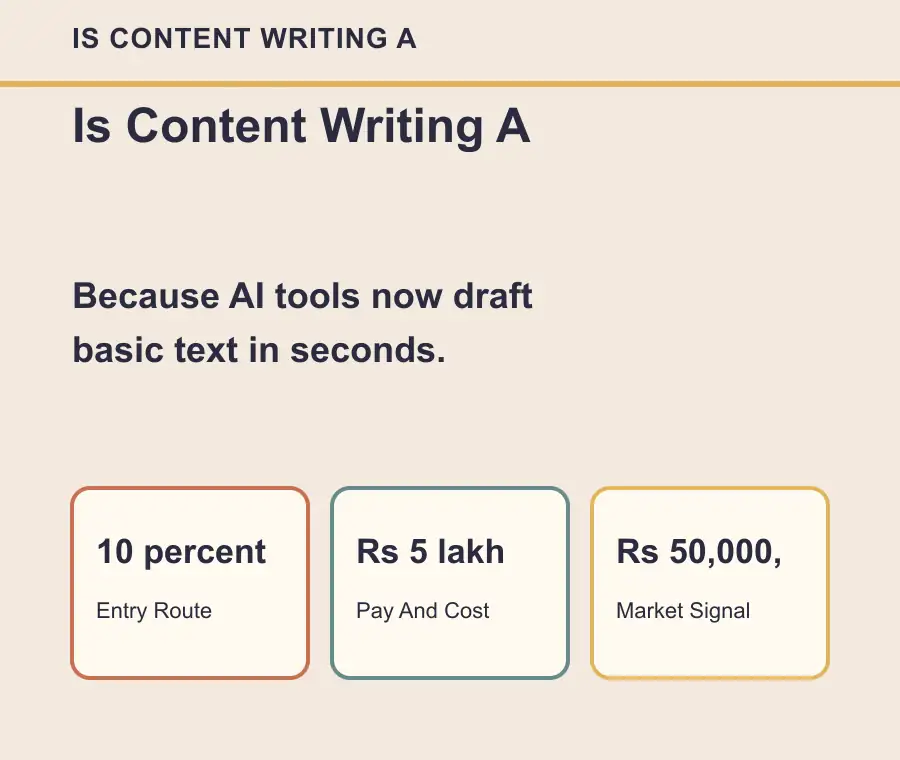 IS CONTENT WRITING A
Is Content Writing A
Because AI tools now draft
basic text in seconds.
10 percent
Entry Route
Rs 5 lakh
Pay And Cost
Rs 50,000,
Market Signal